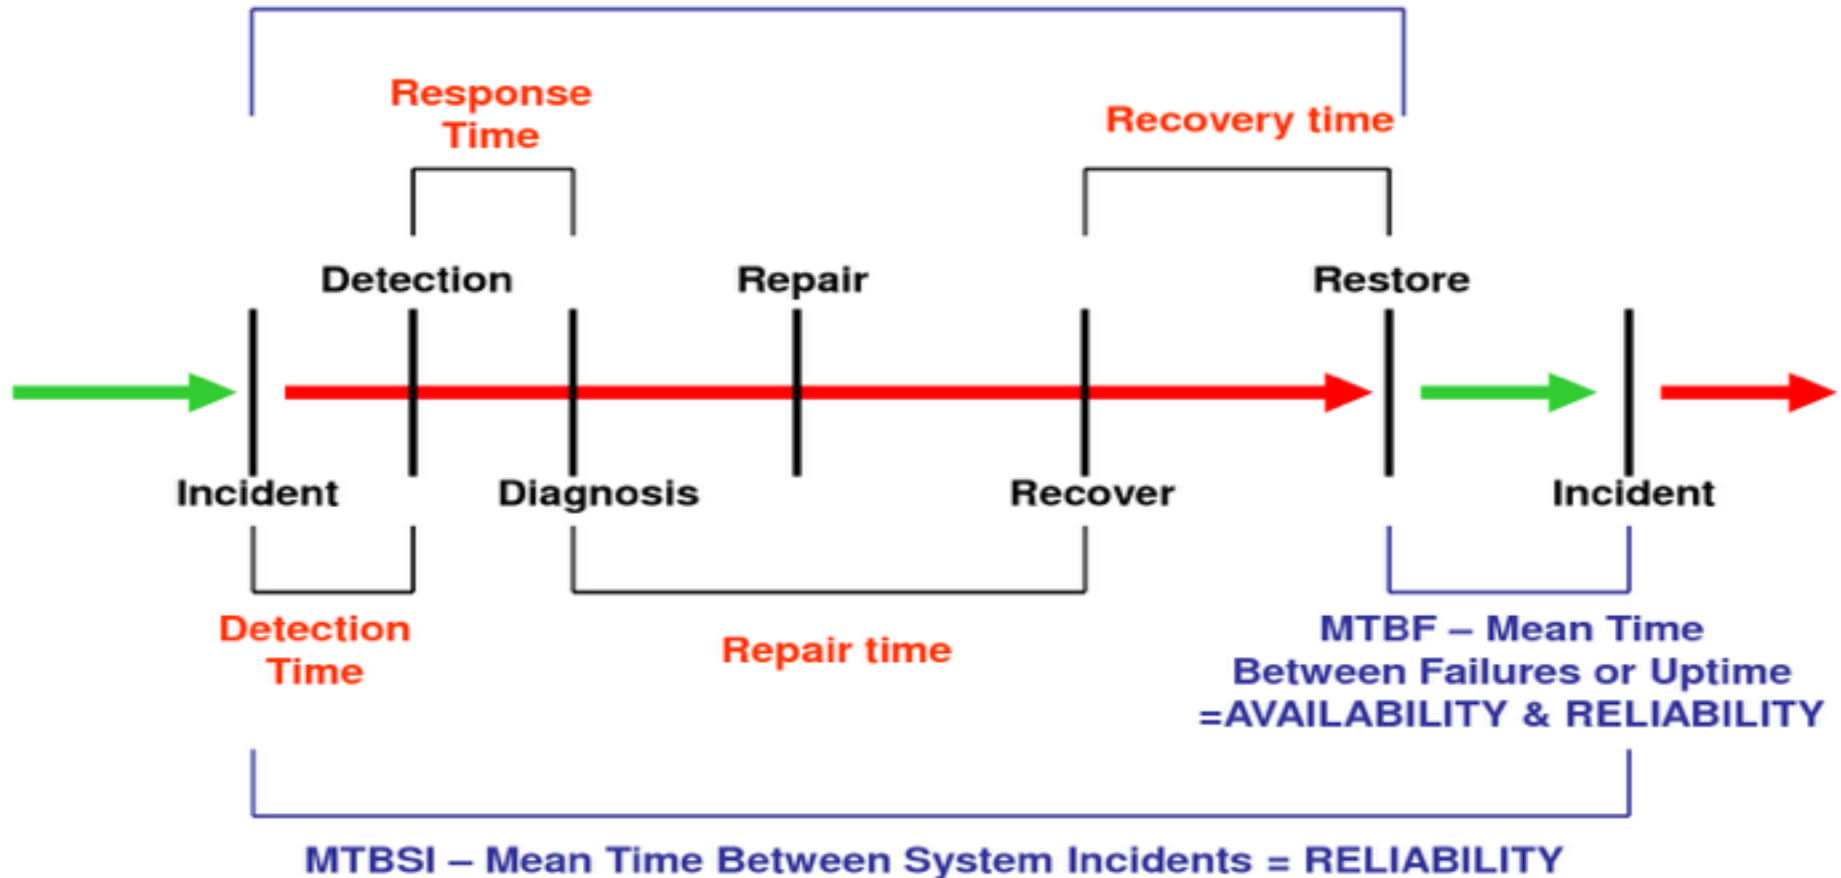 Response
Time
Recovery time
Detection
Repair
Restore
Incident
Diagnosis
Recover
Incident
Detection
Time
Repair time
MTBF – Mean Time
Between Failures or Uptime
=AVAILABILITY & RELIABILITY
MTBSI – Mean Time Between System Incidents = RELIABILITY